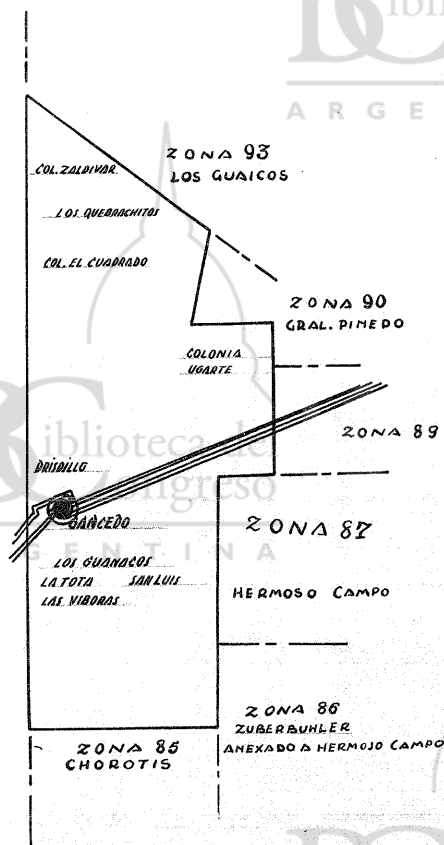 ARGE
ZONA 93
COL. ZALDIVAR
LOS GUAICOS
LOS QUEBRACHITOS
COL. EL CUADRADO
ZONA 90
GRAL. PINEDO
COLONIA
UGARTE
ZONA 89
Biblioteca del
Congreso
GANCEDO
ZONA 87
GENTINA
LOS GUANACOS
LA TOTA SAN LUIS
HERMOSO CAMPO
LAS VIBORAS
ZONA 86
ZUBERBUHLER
ANEXADO A HERMOSO CAMPO
ZONA 85
CHOROTIS